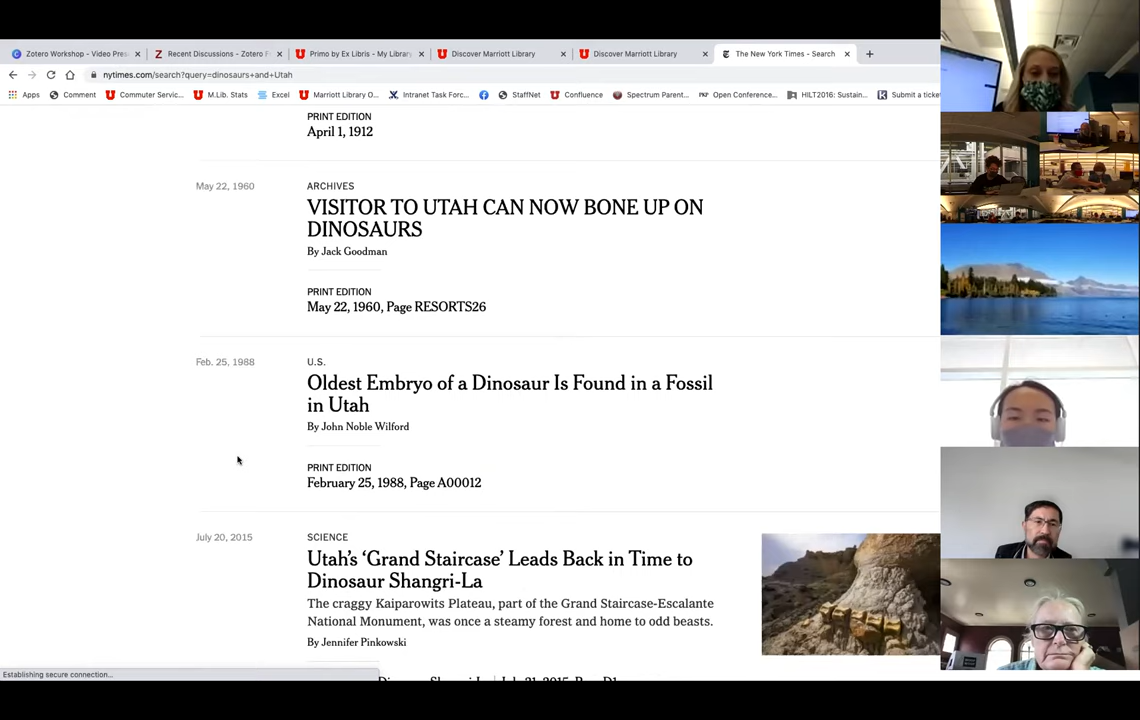 Zotero Workshop - Video Pres
Recent Discussions - Zotero F
Primo by Ex Libris - My Library
Discover Marriott Library
Discover Marriott Library
The New York Times - Search
nytimes.com/search?query=dinosaurs+and+Utah
Apps
Comment
Commuter Servic...
M.Lib. Stats
Excel
Marriott Library O...
Intranet Task Forc...
StaffNet
Confluence
Spectrum Parent...
Open Conference...
HILT2016: Sustain...
Submit a ticket
PRINT EDITION
April 1, 1912
May 22, 1960
ARCHIVES
VISITOR TO UTAH CAN NOW BONE UP ON
DINOSAURS
By Jack Goodman
PRINT EDITION
May 22, 1960, Page RESORTS26
Feb. 25, 1988
U.S.
Oldest Embryo of a Dinosaur Is Found in a Fossil
in Utah
By John Noble Wilford
PRINT EDITION
February 25, 1988, Page A00012
July 20, 2015
SCIENCE
Utah's ‘Grand Staircase’ Leads Back in Time to
Dinosaur Shangri-La
The craggy Kaiparowits Plateau, part of the Grand Staircase-Escalante
National Monument, was once a steamy forest and home to odd beasts.
By Jennifer Pinkowski
Establishing secure connection...